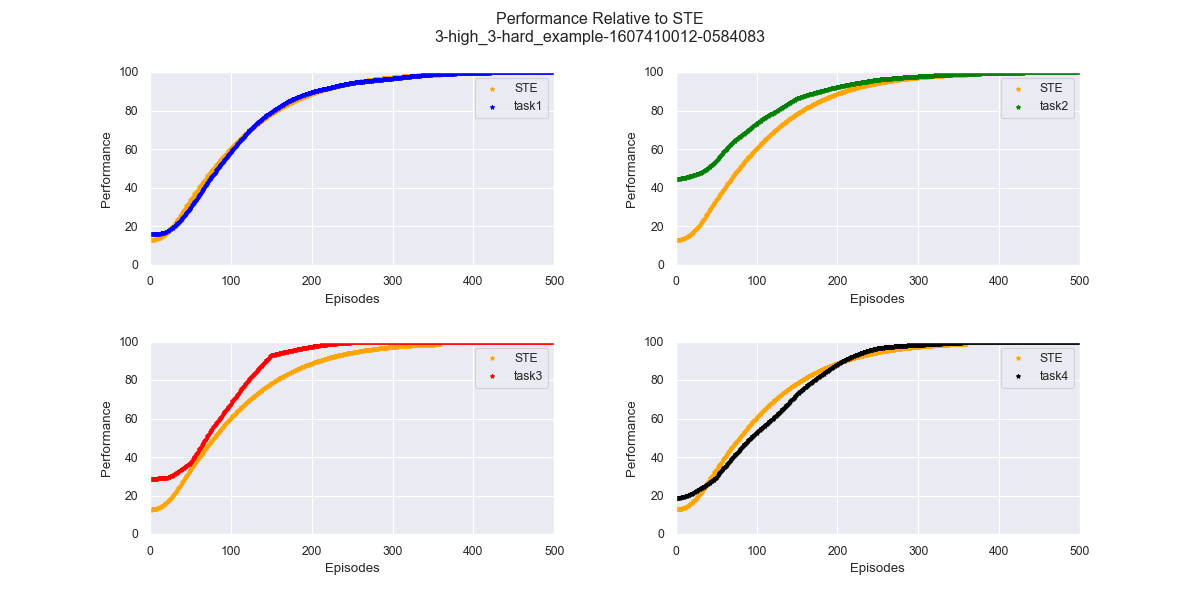 Performance Relative to STE
3-high_3-hard_example-1607410012-0584083
100
80
60
40
20
0
Performance
0 100 200 300 400 500
Episodes
STE
task1
100
80
60
40
20
0
Performance
0 100 200 300 400 500
Episodes
STE
task2
100
80
60
40
20
0
Performance
0 100 200 300 400 500
Episodes
STE
task3
100
80
60
40
20
0
Performance
0 100 200 300 400 500
Episodes
STE
task4